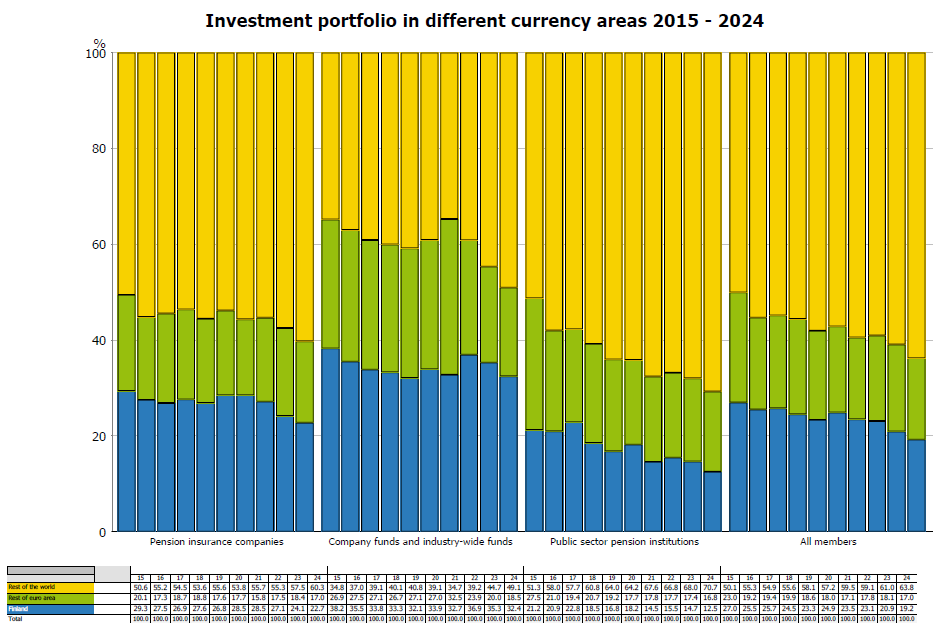 Investment portfolio in different currency areas 2015 - 2024
%
100
80
60
40
20
0
Pension insurance companies Company funds and industry-wide funds Public sector pension institutions All members
15 16 17 18 19 20 21 22 23 24 15 16 17 18 19 20 21 22 23 24 15 16 17 18 19 20 21 22 23 24 15 16 17 18 19 20 21 22 23 24
Rest of the world 50.6 55.2 54.5 53.6 55.6 53.8 55.7 55.3 57.5 60.3 34.8 37.0 39.1 40.1 40.8 39.1 34.7 39.2 44.7 49.1 51.3 58.0 57.7 60.8 64.0 64.2 67.6 66.8 68.0 70.7 50.1 55.3 54.9 55.6 58.1 57.2 59.5 59.1 61.0 63.8
Rest of euro area 20.1 17.3 18.7 18.8 17.6 17.7 15.8 17.5 18.4 17.0 26.9 27.5 27.1 26.7 27.1 27.0 32.5 23.9 20.0 18.5 27.5 21.0 19.4 20.7 19.2 17.7 17.8 17.7 17.4 16.8 23.0 19.2 19.4 19.9 18.6 18.0 17.1 17.8 18.1 17.0
Finland 29.3 27.5 26.9 27.6 26.8 28.5 28.5 27.1 24.1 22.7 38.2 35.5 33.8 33.3 32.1 33.9 32.7 36.9 35.3 32.4 21.2 20.9 22.8 18.5 16.8 18.2 14.5 15.5 14.7 12.5 27.0 25.5 25.7 24.5 23.3 24.9 23.5 23.1 20.9 19.2
Total 100.0 100.0 100.0 100.0 100.0 100.0 100.0 100.0 100.0 100.0 100.0 100.0 100.0 100.0 100.0 100.0 100.0 100.0 100.0 100.0 100.0 100.0 100.0 100.0 100.0 100.0 100.0 100.0 100.0 100.0 100.0 100.0 100.0 100.0 100.0 100.0 100.0 100.0 100.0 100.0